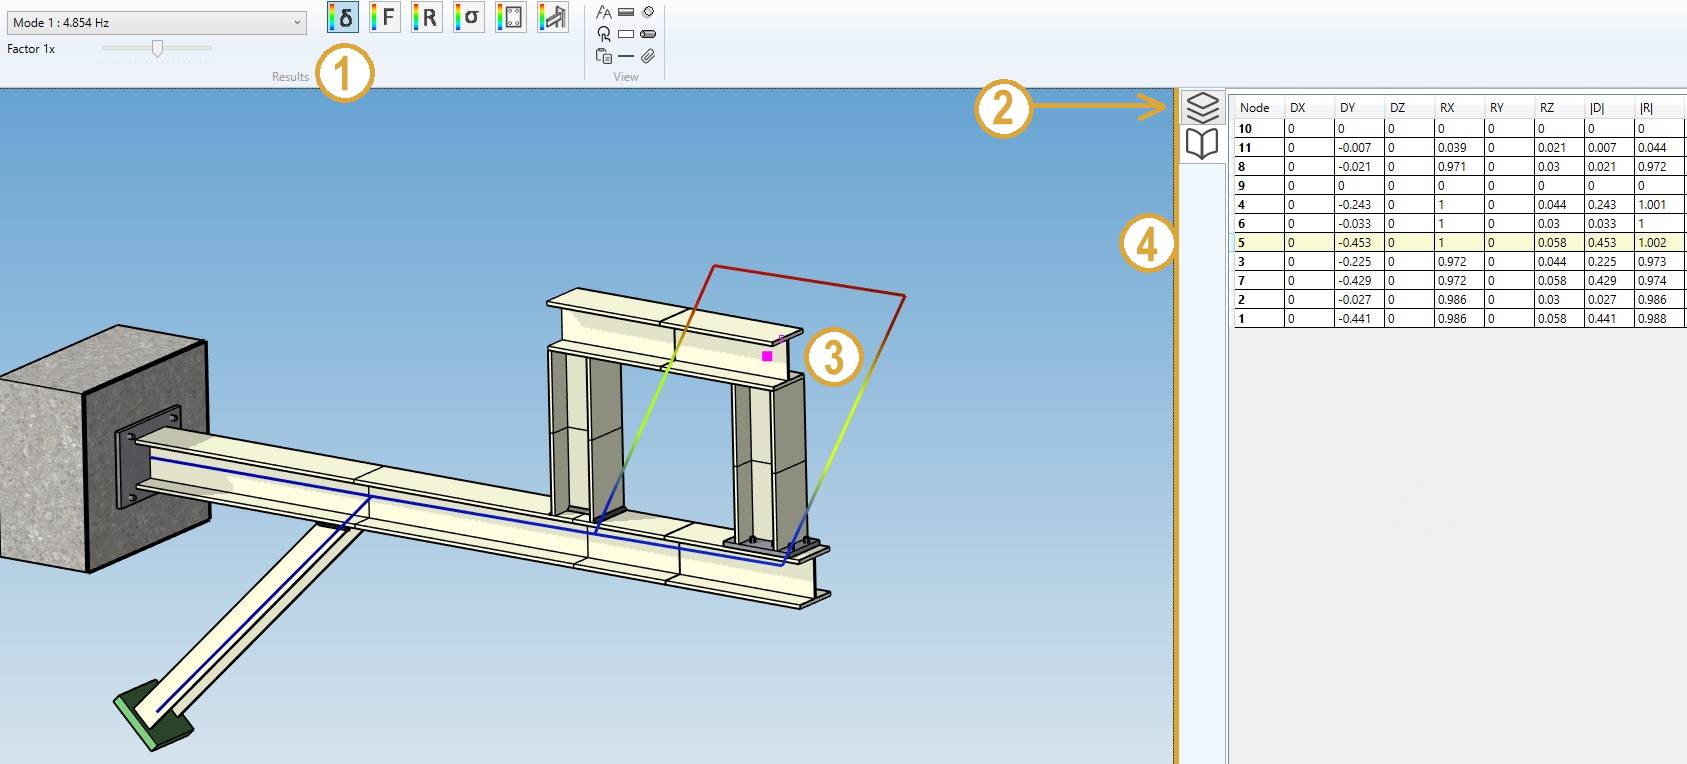 Mode 1 : 4.854 Hz
δ F R σ
Factor 1x
Results
View
1
2
3
4
5
Node DX DY DZ RX RY RZ |D| |R|
10 0 0 0 0 0 0 0 0
11 0 -0.007 0 0.039 0 0.021 0.007 0.044
8 0 -0.021 0 0.971 0 0.03 0.021 0.972
9 0 0 0 0 0 0 0 0
4 0 -0.243 0 1 0 0.044 0.243 1.001
6 0 -0.033 0 1 0 0.03 0.033 1
5 0 -0.453 0 1 0 0.058 0.453 1.002
3 0 -0.225 0 0.972 0 0.044 0.225 0.973
7 0 -0.429 0 0.972 0 0.058 0.429 0.974
2 0 -0.027 0 0.986 0 0.03 0.027 0.986
1 0 -0.441 0 0.986 0 0.058 0.441 0.988